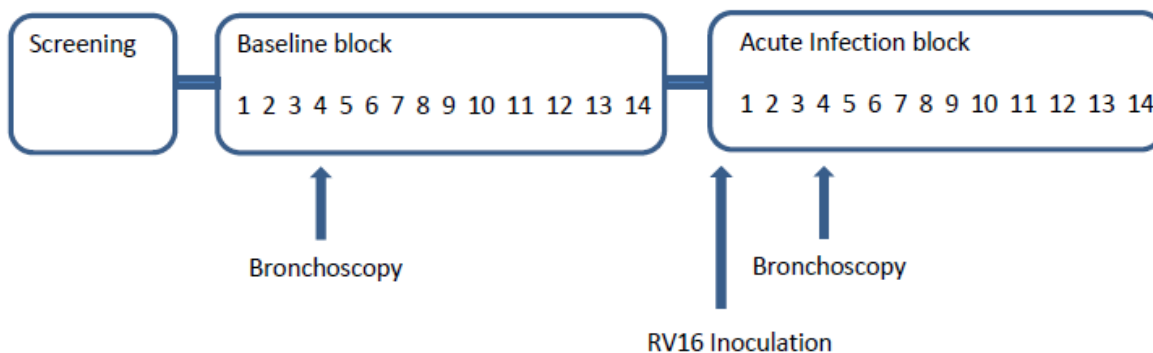 Screening
Baseline block
1 2 3 4 5 6 7 8 9 10 11 12 13 14
Acute Infection block
1 2 3 4 5 6 7 8 9 10 11 12 13 14
Bronchoscopy
Bronchoscopy
RV16 Inoculation